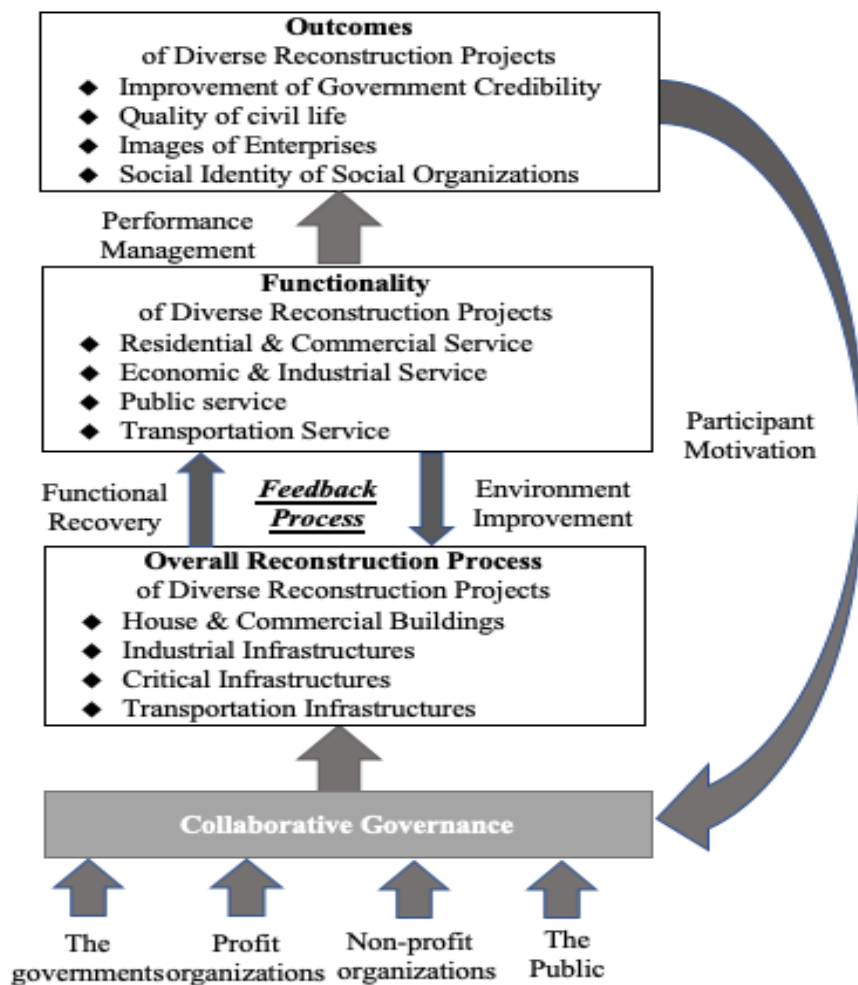 Outcomes
of Diverse Reconstruction Projects
◆ Improvement of Government Credibility
◆ Quality of civil life
◆ Images of Enterprises
◆ Social Identity of Social Organizations
Performance
Management
Functionality
of Diverse Reconstruction Projects
◆ Residential & Commercial Service
◆ Economic & Industrial Service
◆ Public service
◆ Transportation Service
Participant
Motivation
Functional
Recovery
Feedback
Process
Environment
Improvement
Overall Reconstruction Process
of Diverse Reconstruction Projects
◆ House & Commercial Buildings
◆ Industrial Infrastructures
◆ Critical Infrastructures
◆ Transportation Infrastructures
Collaborative Governance
The
governments
Profit
organizations
Non-profit
organizations
The
Public